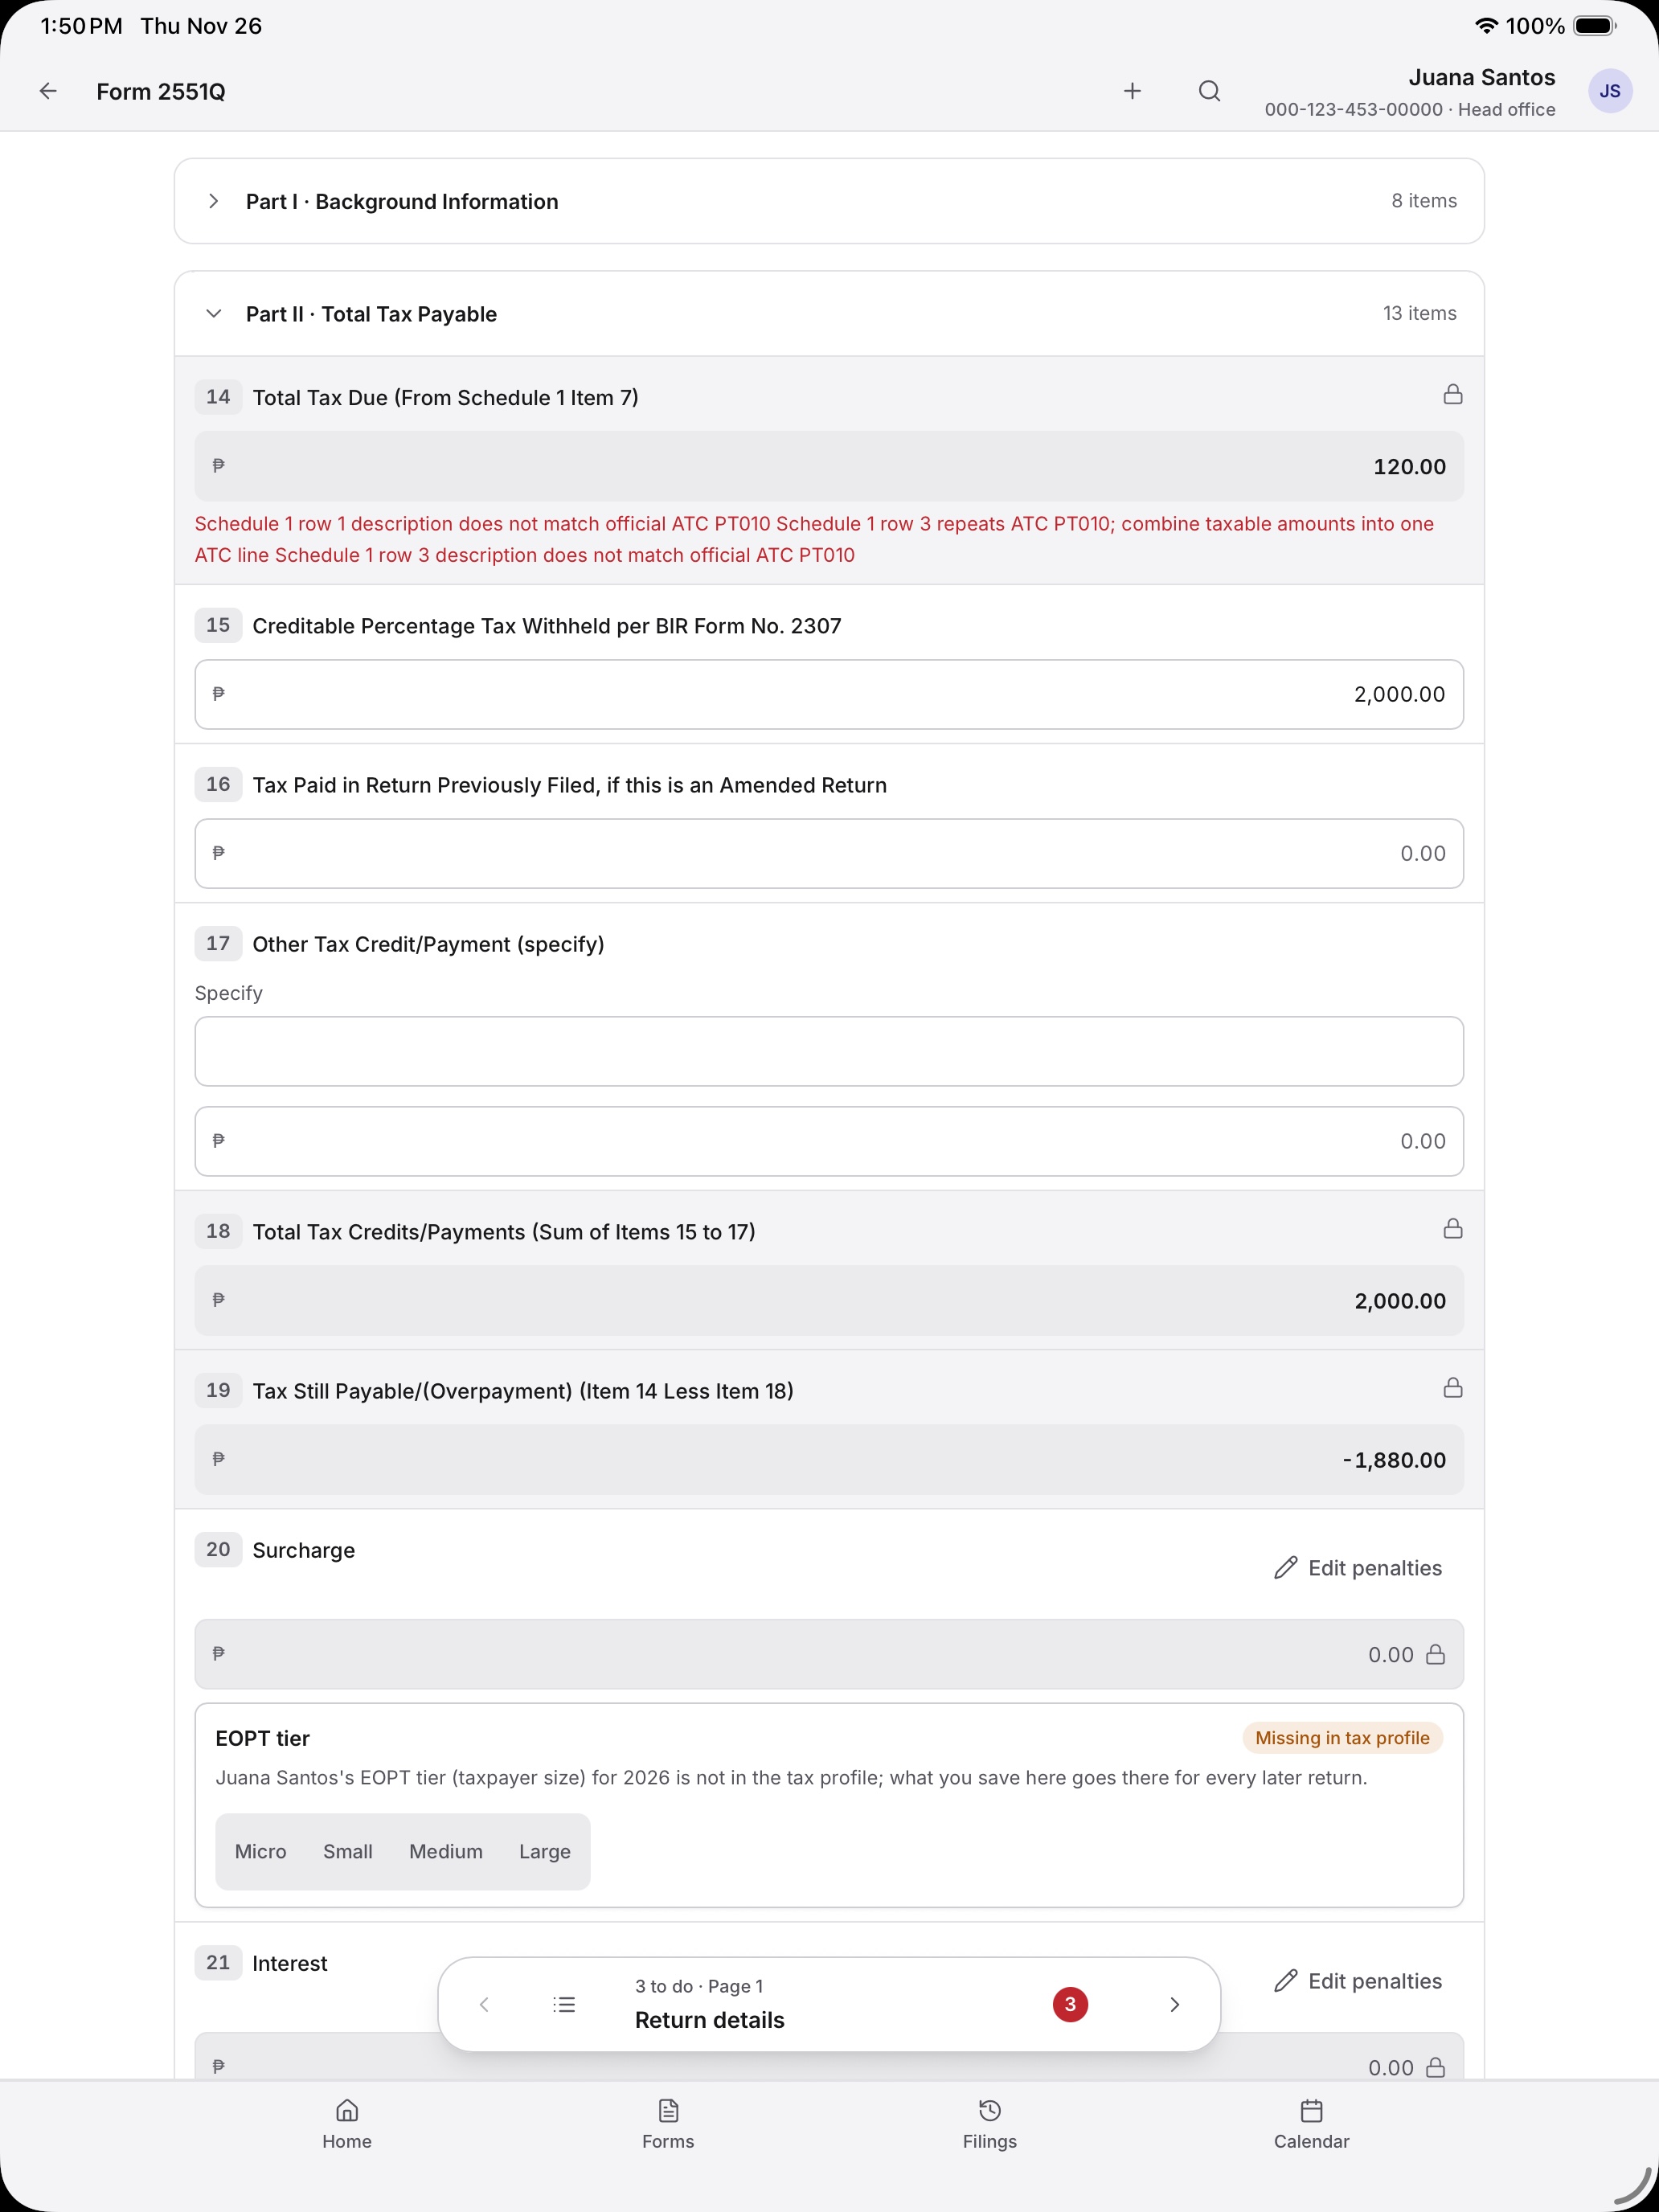 1:50 PM Thu Nov 26
100%
Form 2551Q
Juana Santos
000-123-453-00000 · Head office
JS
Part I · Background Information
8 items
Part II · Total Tax Payable
13 items
14 Total Tax Due (From Schedule 1 Item 7)
₱ 120.00
Schedule 1 row 1 description does not match official ATC PT010 Schedule 1 row 3 repeats ATC PT010; combine taxable amounts into one
ATC line Schedule 1 row 3 description does not match official ATC PT010
15 Creditable Percentage Tax Withheld per BIR Form No. 2307
₱ 2,000.00
16 Tax Paid in Return Previously Filed, if this is an Amended Return
₱ 0.00
17 Other Tax Credit/Payment (specify)
Specify
₱ 0.00
18 Total Tax Credits/Payments (Sum of Items 15 to 17)
₱ 2,000.00
19 Tax Still Payable/(Overpayment) (Item 14 Less Item 18)
₱ -1,880.00
20 Surcharge
Edit penalties
₱ 0.00
EOPT tier
Missing in tax profile
Juana Santos's EOPT tier (taxpayer size) for 2026 is not in the tax profile; what you save here goes there for every later return.
Micro Small Medium Large
21 Interest
Edit penalties
3 to do · Page 1
Return details
3
₱ 0.00
Home Forms Filings Calendar